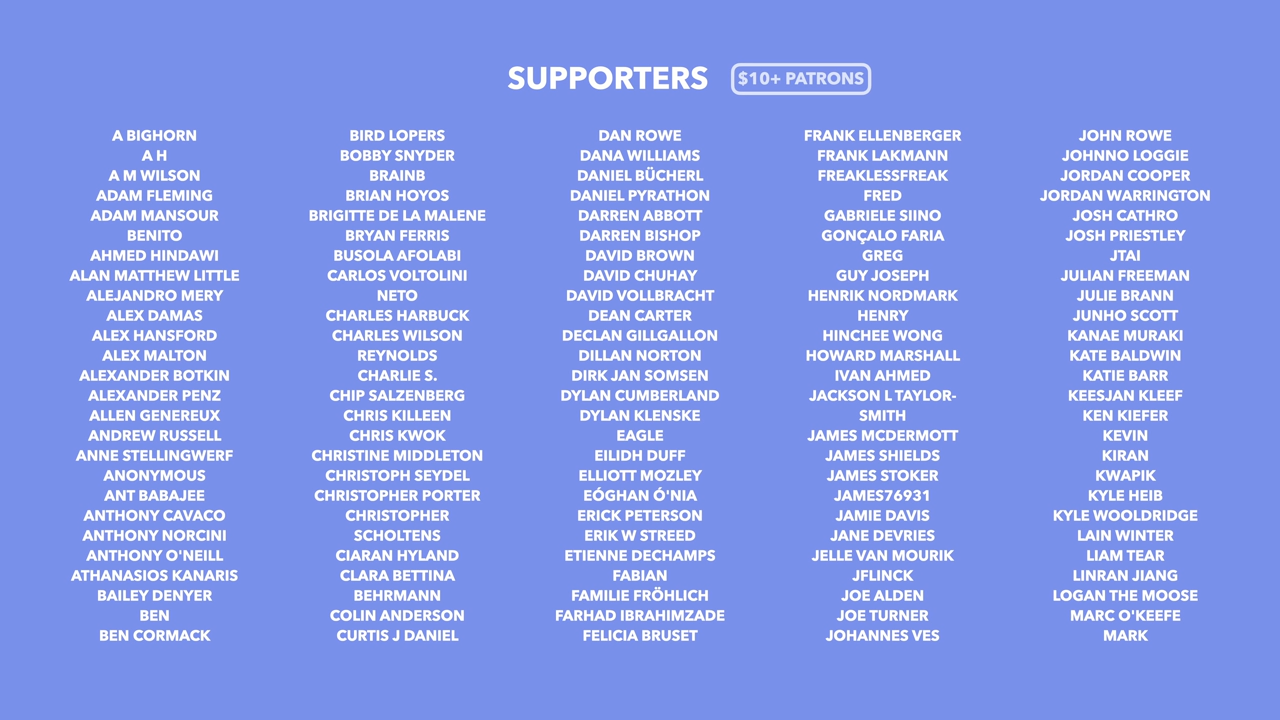 SUPPORTERS $10+ PATRONS
A BIGHORN
A H
A M WILSON
ADAM FLEMING
ADAM MANSOUR
BENITO
AHMED HINDAWI
ALAN MATTHEW LITTLE
ALEJANDRO MERY
ALEX DAMAS
ALEX HANSFORD
ALEX MALTON
ALEXANDER BOTKIN
ALEXANDER PENZ
ALLEN GENEREUX
ANDREW RUSSELL
ANNE STELLINGWERF
ANONYMOUS
ANT BABAJEE
ANTHONY CAVACO
ANTHONY NORCINI
ANTHONY O'NEILL
ATHANASIOS KANARIS
BAILEY DENYER
BEN
BEN CORMACK
BIRD LOPERS
BOBBY SNYDER
BRAINB
BRIAN HOYOS
BRIGITTE DE LA MALENE
BRYAN FERRIS
BUSOLA AFOLABI
CARLOS VOLTOLINI
NETO
CHARLES HARBUCK
CHARLES WILSON
REYNOLDS
CHARLIE S.
CHIP SALZENBERG
CHRIS KILLEEN
CHRIS KWOK
CHRISTINE MIDDLETON
CHRISTOPH SEYDEL
CHRISTOPHER PORTER
CHRISTOPHER
SCHOLTENS
CIARAN HYLAND
CLARA BETTINA
BEHRMANN
COLIN ANDERSON
CURTIS J DANIEL
DAN ROWE
DANA WILLIAMS
DANIEL BÜCHERL
DANIEL PYRATHON
DARREN ABBOTT
DARREN BISHOP
DAVID BROWN
DAVID CHUHAY
DAVID VOLLBRACHT
DEAN CARTER
DECLAN GILLGALLON
DILLAN NORTON
DIRK JAN SOMSEN
DYLAN CUMBERLAND
DYLAN KLENSKE
EAGLE
EILIDH DUFF
ELLIOTT MOZLEY
EÓGHAN Ó'NIA
ERICK PETERSON
ERIK W STREED
ETIENNE DECHAMPS
FABIAN
FAMILIE FRÖHLICH
FARHAD IBRAHIMZADE
FELICIA BRUSET
FRANK ELLENBERGER
FRANK LAKMANN
FREAKLESSFREAK
FRED
GABRIELE SIINO
GONÇALO FARIA
GREG
GUY JOSEPH
HENRIK NORDMARK
HENRY
HINCHEE WONG
HOWARD MARSHALL
IVAN AHMED
JACKSON L TAYLOR-
SMITH
JAMES MCDERMOTT
JAMES SHIELDS
JAMES STOKER
JAMES76931
JAMIE DAVIS
JANE DEVRIES
JELLE VAN MOURIK
JFLINCK
JOE ALDEN
JOE TURNER
JOHANNES VES
JOHN ROWE
JOHNNO LOGGIE
JORDAN COOPER
JORDAN WARRINGTON
JOSH CATHRO
JOSH PRIESTLEY
JTAI
JULIAN FREEMAN
JULIE BRANN
JUNHO SCOTT
KANAE MURAKI
KATE BALDWIN
KATIE BARR
KEESJAN KLEEF
KEN KIEFER
KEVIN
KIRAN
KWAPIK
KYLE HEIB
KYLE WOOLDRIDGE
LAIN WINTER
LIAM TEAR
LINRAN JIANG
LOGAN THE MOOSE
MARC O'KEEFE
MARK